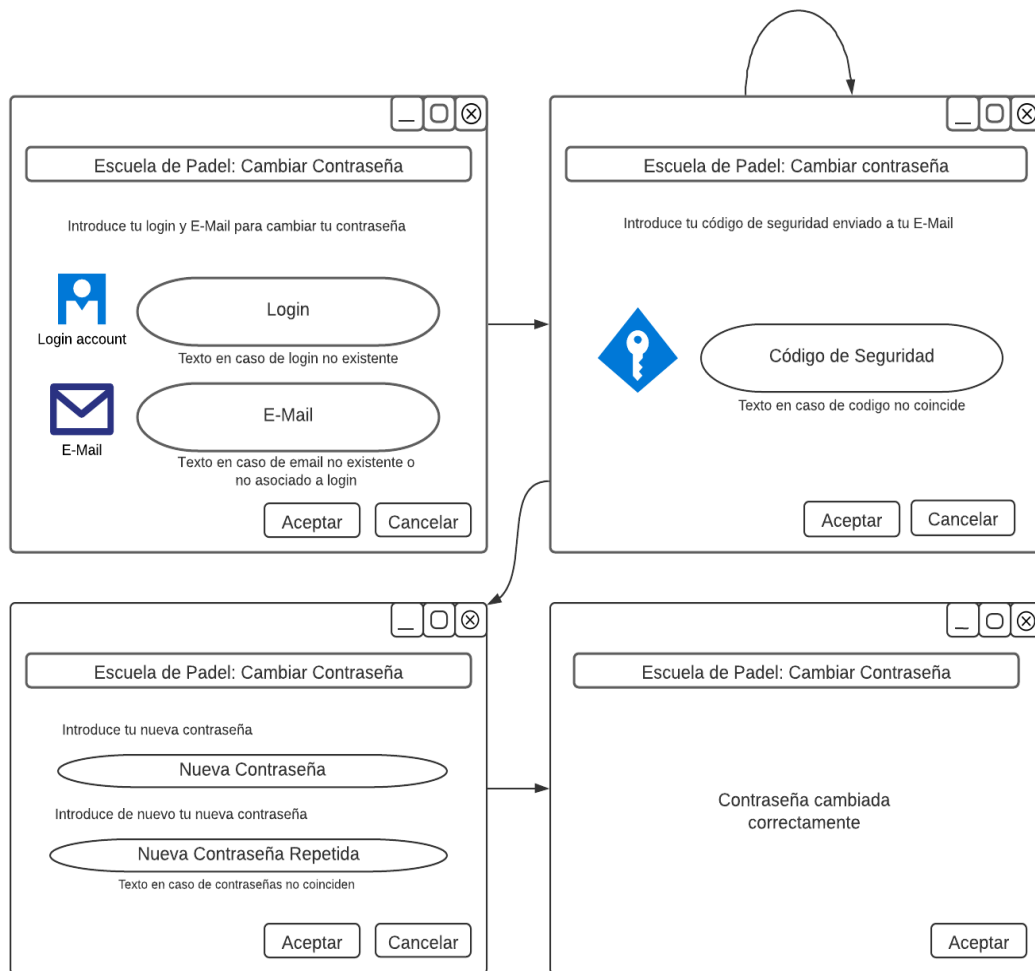 Escuela de Padel: Cambiar Contraseña
Introduce tu login y E-Mail para cambiar tu contraseña
Login account
Login
Texto en caso de login no existente
E-Mail
E-Mail
Texto en caso de email no existente o
no asociado a login
Aceptar
Cancelar
Escuela de Padel: Cambiar contraseña
Introduce tu código de seguridad enviado a tu E-Mail
Código de Seguridad
Texto en caso de codigo no coincide
Aceptar
Cancelar
Escuela de Padel: Cambiar Contraseña
Introduce tu nueva contraseña
Nueva Contraseña
Introduce de nuevo tu nueva contraseña
Nueva Contraseña Repetida
Texto en caso de contraseñas no coinciden
Aceptar
Cancelar
Escuela de Padel: Cambiar Contraseña
Contraseña cambiada
correctamente
Aceptar